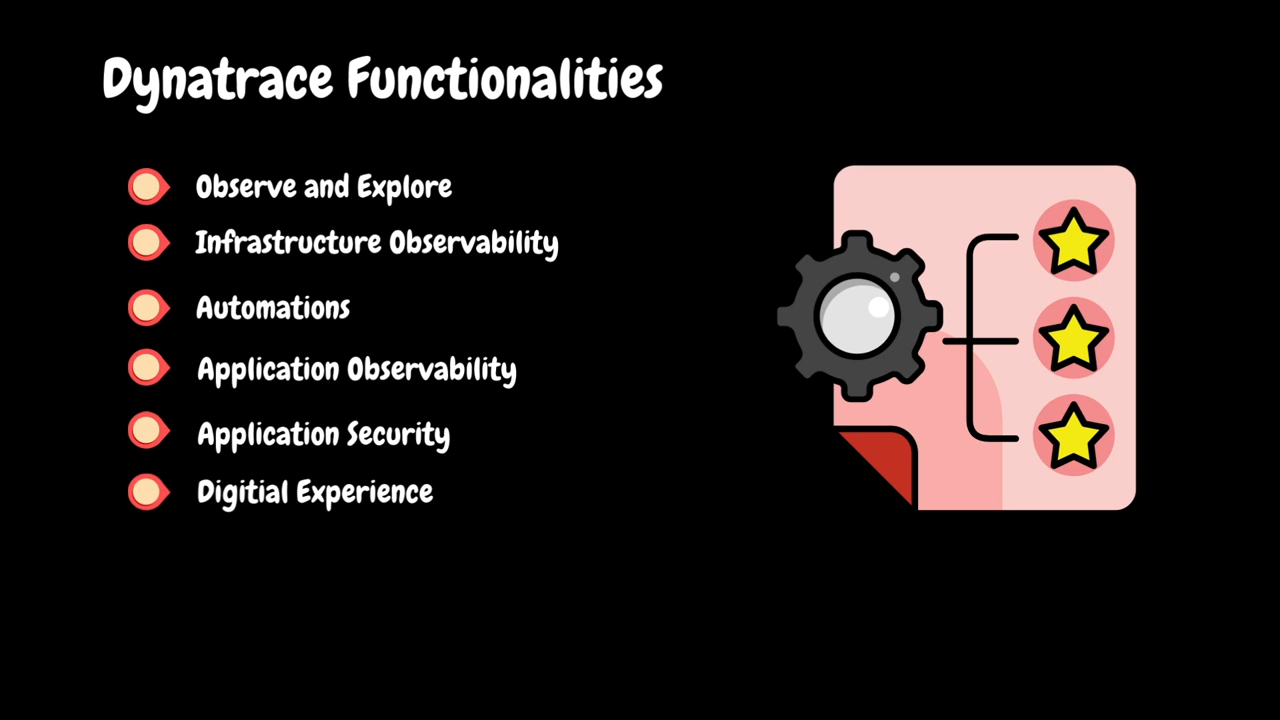 Dynatrace Functionalities
Observe and Explore
Infrastructure Observability
Automations
Application Observability
Application Security
Digitial Experience